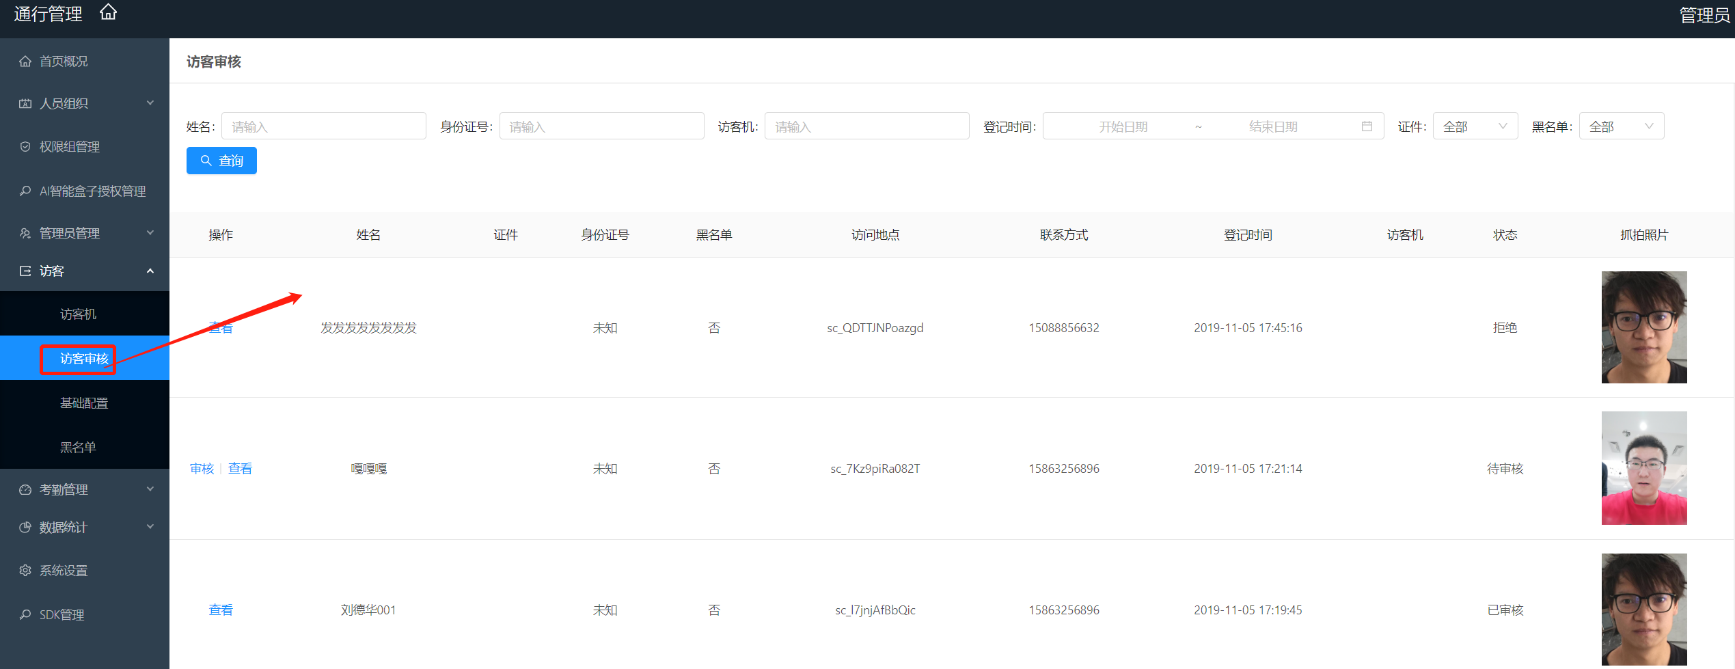 通行管理
管理员
首页概况
人员组织
权限组管理
AI智能盒子授权管理
管理员管理
访客
访客机
访客审核
基础配置
黑名单
考勤管理
数据统计
系统设置
SDK管理
访客审核
姓名: 请输入 身份证号: 请输入 访客机: 请输入 登记时间: 开始日期 ~ 结束日期 证件: 全部 黑名单: 全部
查询
操作 姓名 证件 身份证号 黑名单 访问地点 联系方式 登记时间 访客机 状态 抓拍照片
查看 发发发发发发发发 未知 否 sc_QDTTJNPoazgd 15088856632 2019-11-05 17:45:16 拒绝
审核 查看 嘎嘎嘎 未知 否 sc_7Kz9piRa082T 15863256896 2019-11-05 17:21:14 待审核
查看 刘德华001 未知 否 sc_l7jnjAfBbQic 15863256896 2019-11-05 17:19:45 已审核